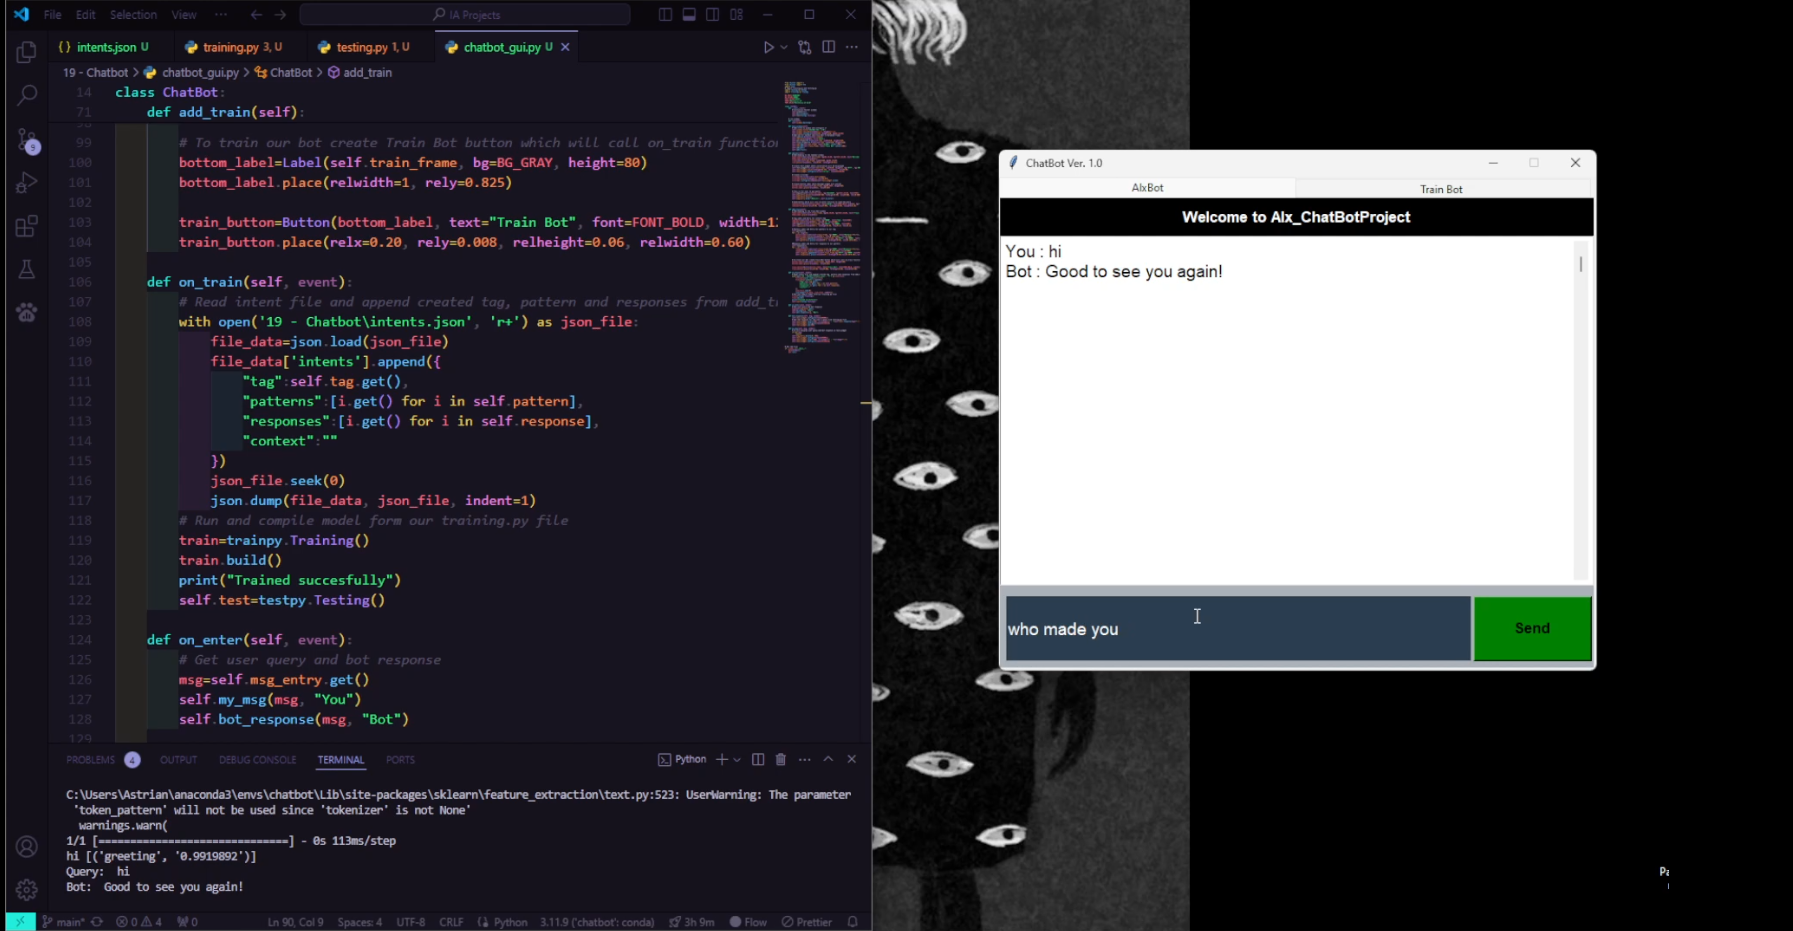 File Edit Selection View ··· IA Projects
intents.json U training.py 3, U testing.py 1, U chatbot_gui.py U
19 - Chatbot > chatbot_gui.py > ChatBot > add_train
14 class ChatBot:
71 def add_train(self):
99 # To train our bot create Train Bot button which will call on_train functio
100 bottom_label=Label(self.train_frame, bg=BG_GRAY, height=80)
101 bottom_label.place(relwidth=1, rely=0.825)
102
103 train_button=Button(bottom_label, text="Train Bot", font=FONT_BOLD, width=12
104 train_button.place(relx=0.20, rely=0.008, relheight=0.06, relwidth=0.60)
105
106 def on_train(self, event):
107 # Read intent file and append created tag, pattern and responses from add_t
108 with open('19 - Chatbot\intents.json', 'r+') as json_file:
109 file_data=json.load(json_file)
110 file_data['intents'].append({
111 "tag":self.tag.get(),
112 "patterns":[i.get() for i in self.pattern],
113 "responses":[i.get() for i in self.response],
114 "context":""
115 })
116 json_file.seek(0)
117 json.dump(file_data, json_file, indent=1)
118 # Run and compile model form our training.py file
119 train=trainpy.Training()
120 train.build()
121 print("Trained succesfully")
122 self.test=testpy.Testing()
123
124 def on_enter(self, event):
125 # Get user query and bot response
126 msg=self.msg_entry.get()
127 self.my_msg(msg, "You")
128 self.bot_response(msg, "Bot")
129
PROBLEMS 4 OUTPUT DEBUG CONSOLE TERMINAL PORTS Python
C:\Users\Astrian\anaconda3\envs\chatbot\Lib\site-packages\sklearn\feature_extraction\text.py:523: UserWarning: The parameter
'token_pattern' will not be used since 'tokenizer' is not None'
warnings.warn(
1/1 [==============================] - 0s 113ms/step
hi [('greeting', '0.9919892')]
Query: hi
Bot: Good to see you again!
main* 0 4 0 Ln 90, Col 9 Spaces: 4 UTF-8 CRLF Python 3.11.9 ('chatbot': conda) 3h 9m Flow Prettier
9
ChatBot Ver. 1.0
AlxBot Train Bot
Welcome to Alx_ChatBotProject
You : hi
Bot : Good to see you again!
who made you Send